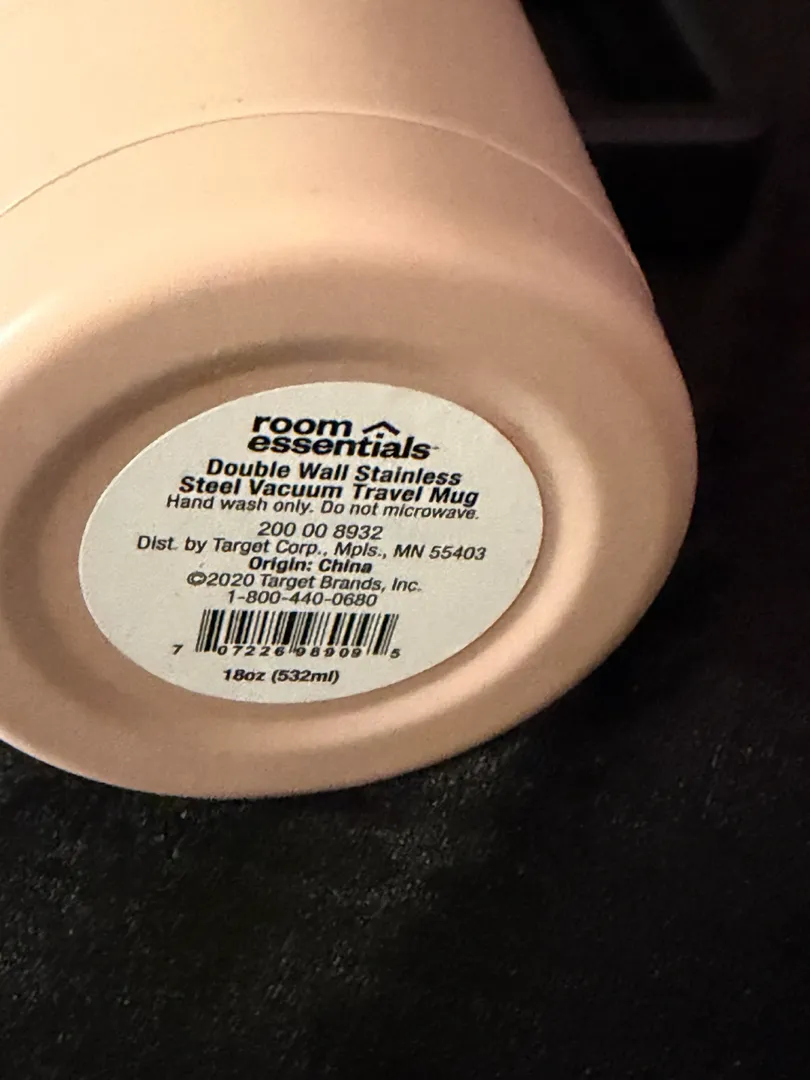 room
essentials
Double Wall Stainless
Steel Vacuum Travel Mug
Hand wash only. Do not microwave.
200 00 8932
Dist. by Target Corp., Mpls., MN 55403
Origin: China
©2020 Target Brands, Inc.
1-800-440-0680
7 07226 98909 5
18oz (532ml)